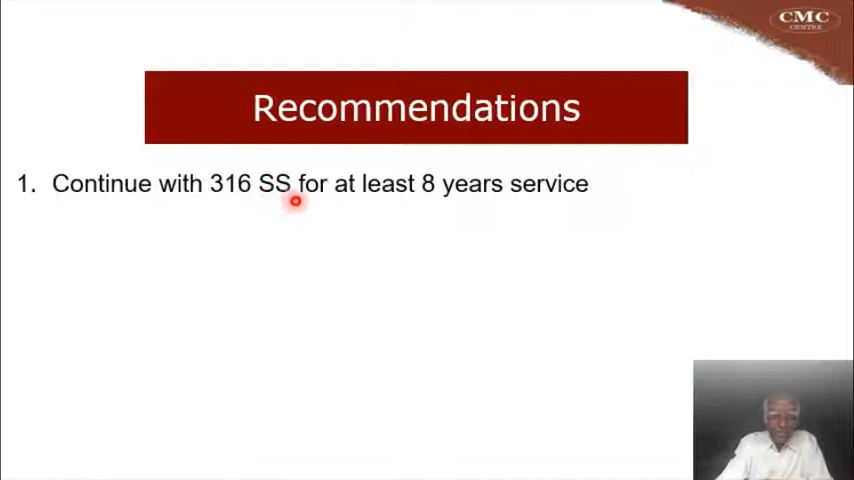 CMC
CENTRE
Recommendations
1. Continue with 316 SS for at least 8 years service